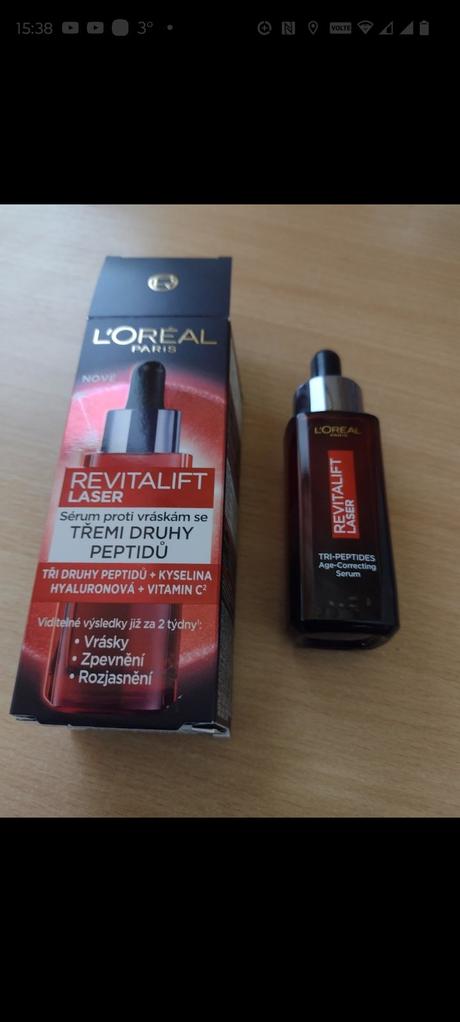 15:38
3°
VOLTE
L'ORÉAL
PARIS
NOVÉ
REVITALIFT
LASER
Sérum proti vráskám se
TŘEMI DRUHY
PEPTIDŮ
TŘI DRUHY PEPTIDŮ + KYSELINA
HYALURONOVÁ + VITAMIN C²
Viditelné výsledky již za 2 týdny¹:
• Vrásky
• Zpevnění
• Rozjasnění
L'ORÉAL
PARIS
REVITALIFT
LASER
TRI-PEPTIDES
Age-Correcting
Serum